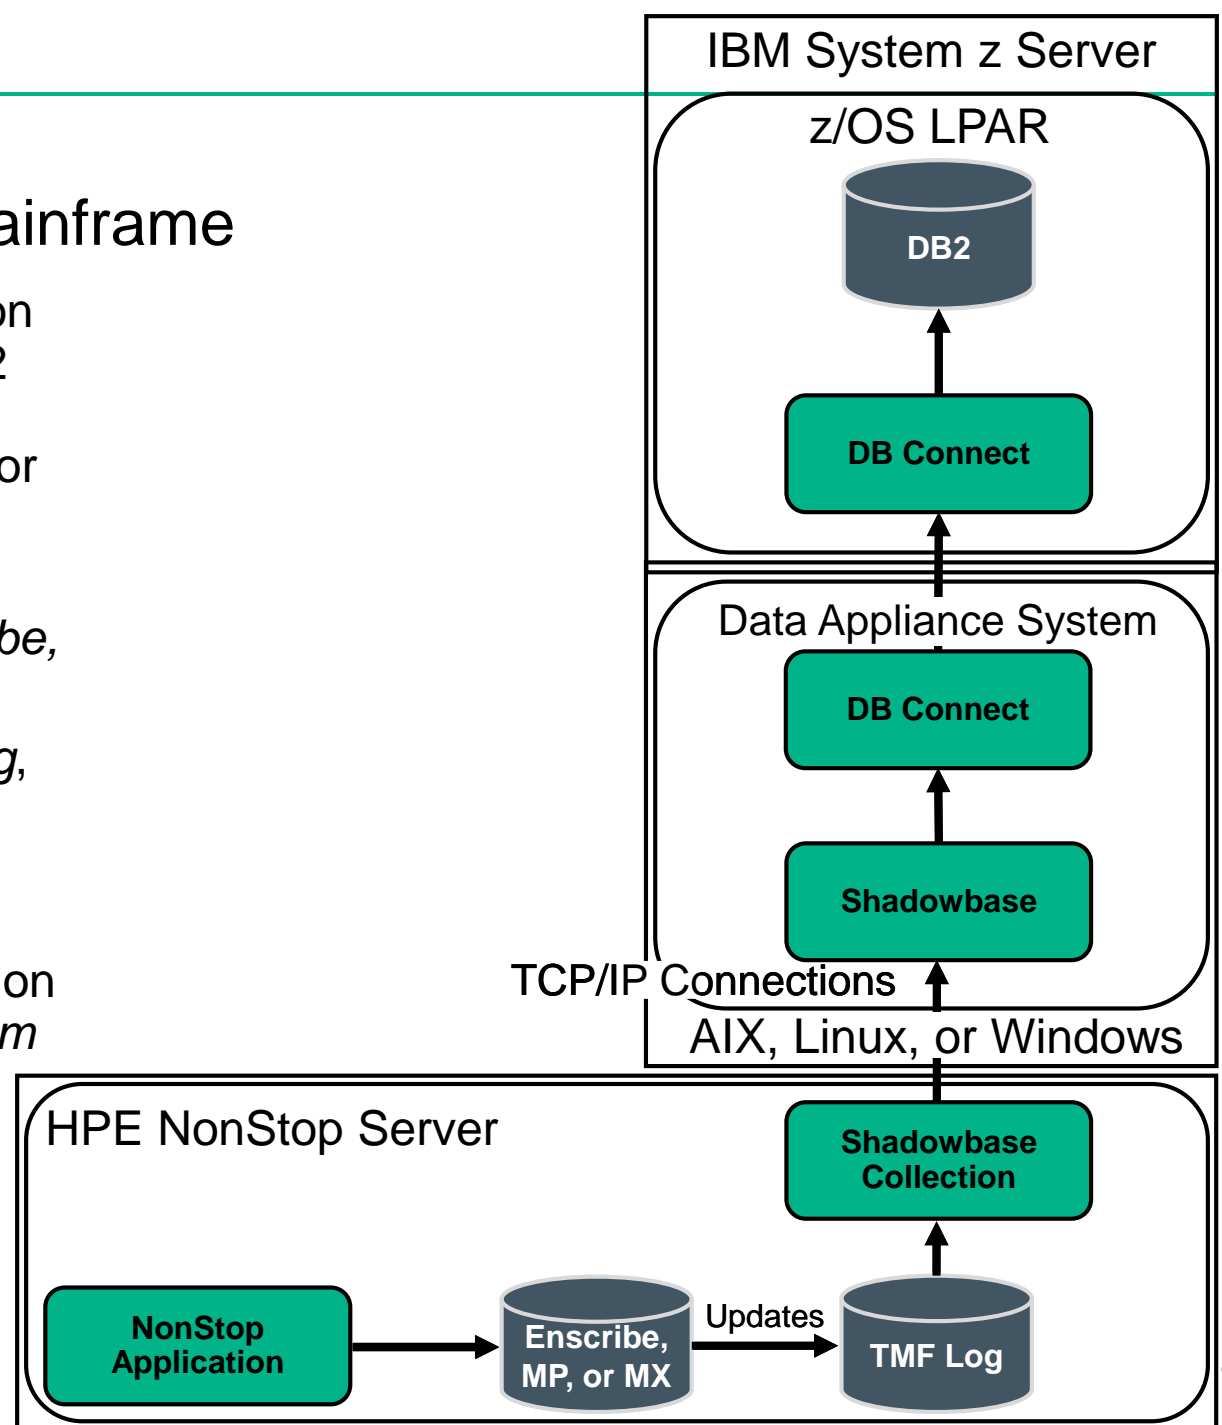 IBM System z Server
z/OS LPAR
DB2
DB Connect
ainframe
on
2
or
be,
g,
on
m
Data Appliance System
DB Connect
Shadowbase
TCP/IP Connections
AIX, Linux, or Windows
HPE NonStop Server
Shadowbase
Collection
NonStop
Application
Enscribe,
MP, or MX
Updates
TMF Log